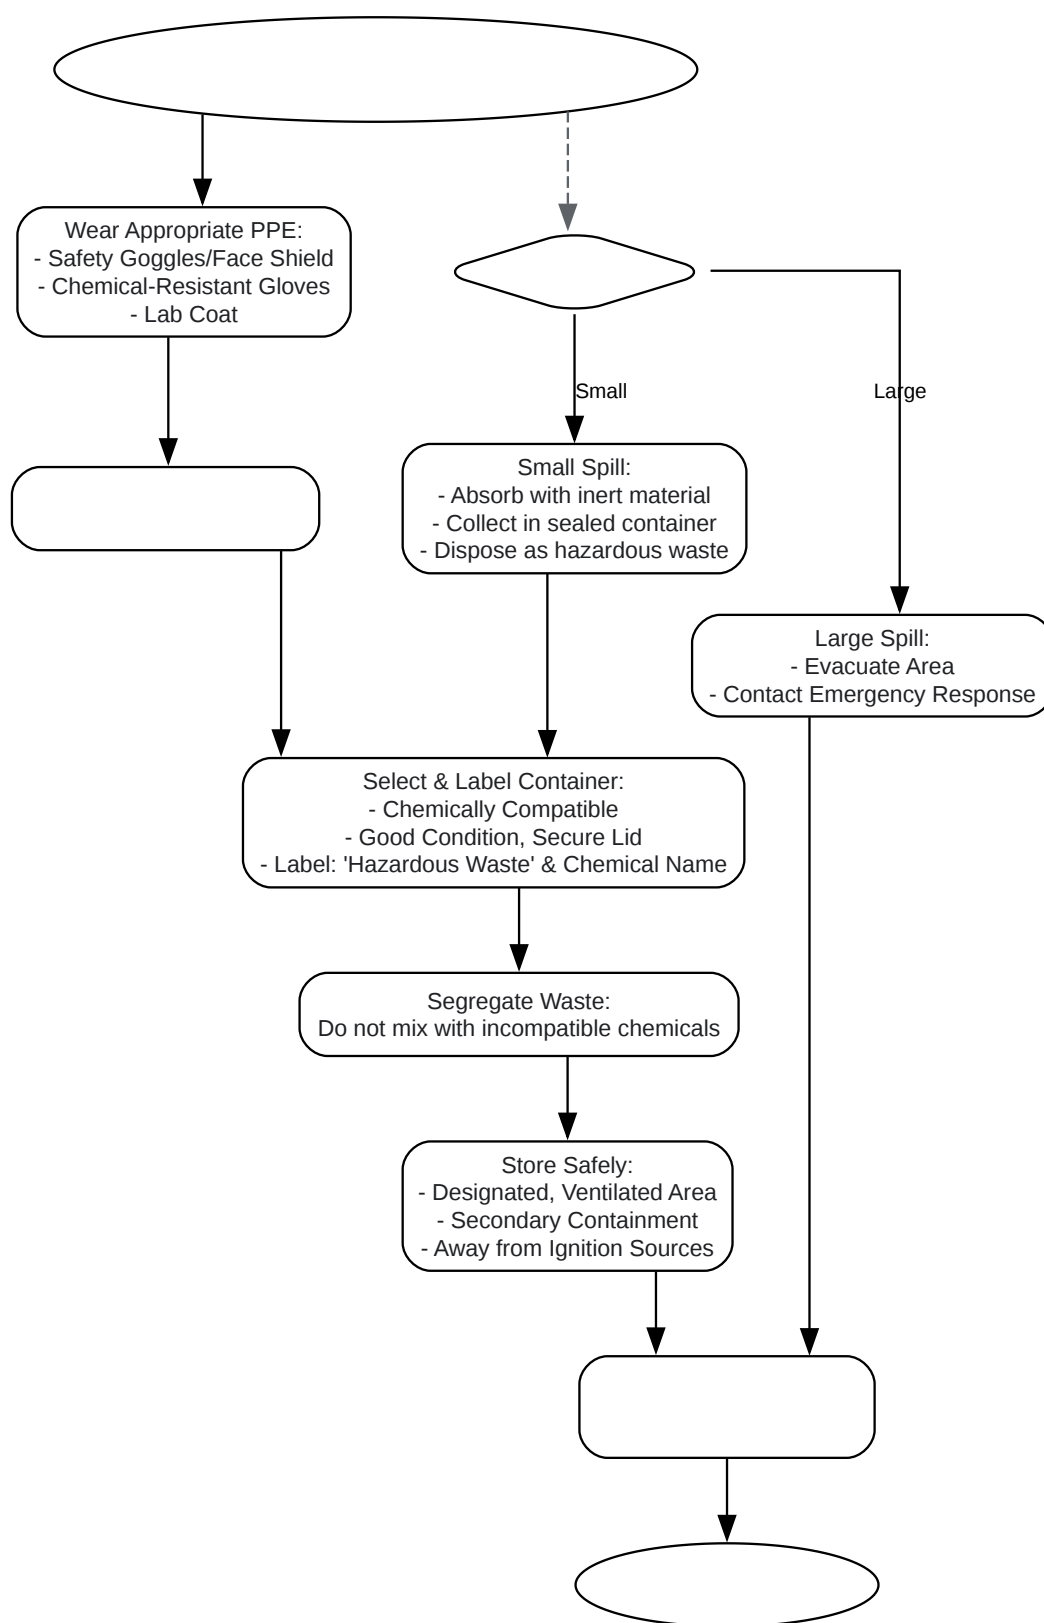 Wear Appropriate PPE:
- Safety Goggles/Face Shield
- Chemical-Resistant Gloves
- Lab Coat
Small
Large
Small Spill:
- Absorb with inert material
- Collect in sealed container
- Dispose as hazardous waste
Large Spill:
- Evacuate Area
- Contact Emergency Response
Select & Label Container:
- Chemically Compatible
- Good Condition, Secure Lid
- Label: 'Hazardous Waste' & Chemical Name
Segregate Waste:
Do not mix with incompatible chemicals
Store Safely:
- Designated, Ventilated Area
- Secondary Containment
- Away from Ignition Sources